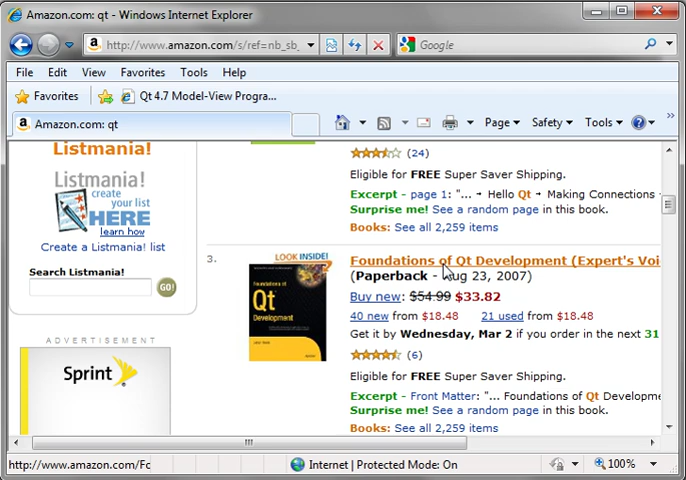 Amazon.com: qt - Windows Internet Explorer
http://www.amazon.com/s/ref=nb_sb_
Google
File Edit View Favorites Tools Help
Favorites Qt 4.7 Model-View Progra...
Amazon.com: qt Page Safety Tools
Listmania!
Listmania!
create your list
HERE
learn how
Create a Listmania! list
Search Listmania!
GO!
ADVERTISEMENT
Sprint
(24)
Eligible for FREE Super Saver Shipping.
Excerpt - page 1: "... → Hello Qt → Making Connections
Surprise me! See a random page in this book.
Books: See all 2,259 items
3.
LOOK INSIDE!
Foundations of
Qt
Development
Foundations of Qt Development (Expert's Voi
(Paperback - Aug 23, 2007)
Buy new: $54.99 $33.82
40 new from $18.48 21 used from $18.48
Get it by Wednesday, Mar 2 if you order in the next 31
(6)
Eligible for FREE Super Saver Shipping.
Excerpt - Front Matter: "... Foundations of Qt Developme
Surprise me! See a random page in this book.
Books: See all 2,259 items
http://www.amazon.com/Fo Internet | Protected Mode: On 100%